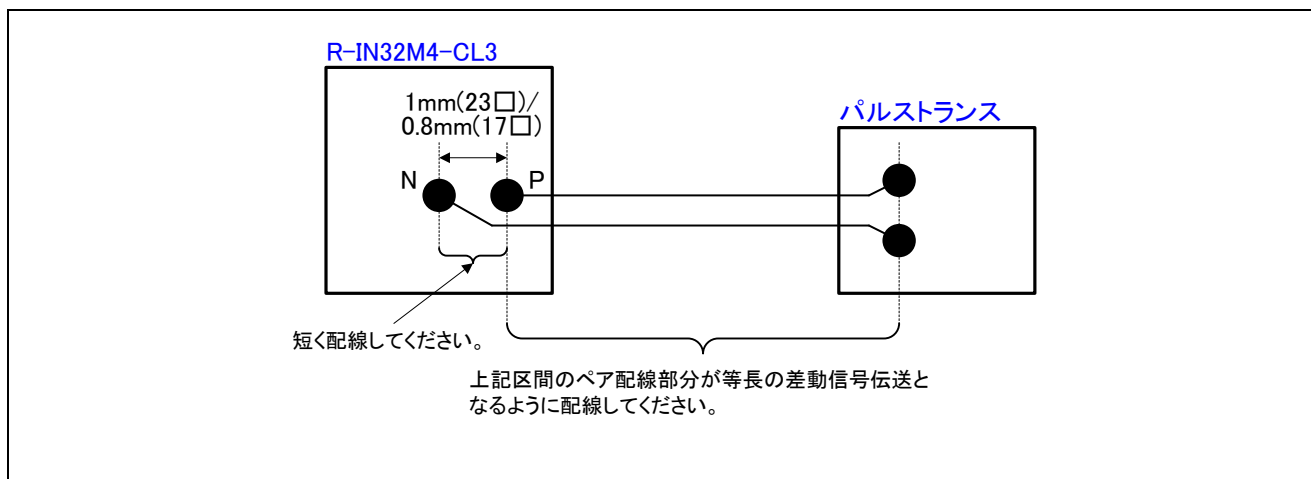 R-IN32M4-CL3
1mm(23□)/
0.8mm(17□)
パルストランス
N
P
短く配線してください。
上記区間のペア配線部分が等長の差動信号伝送と
なるように配線してください。